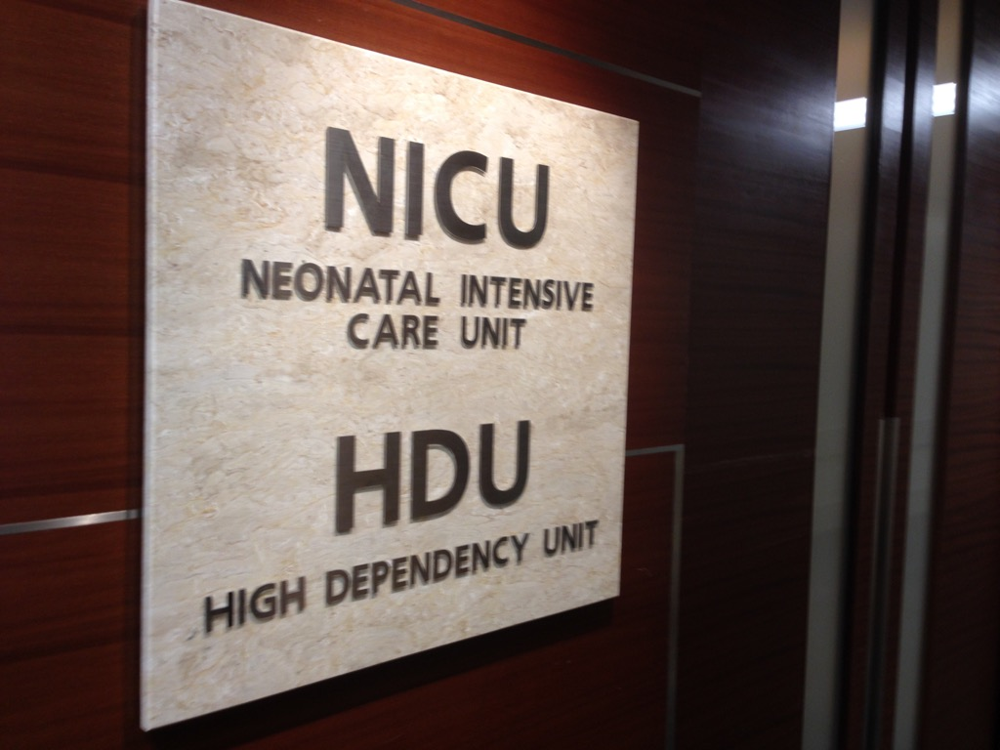 NICU
NEONATAL INTENSIVE
CARE UNIT
HDU
HIGH DEPENDENCY UNIT